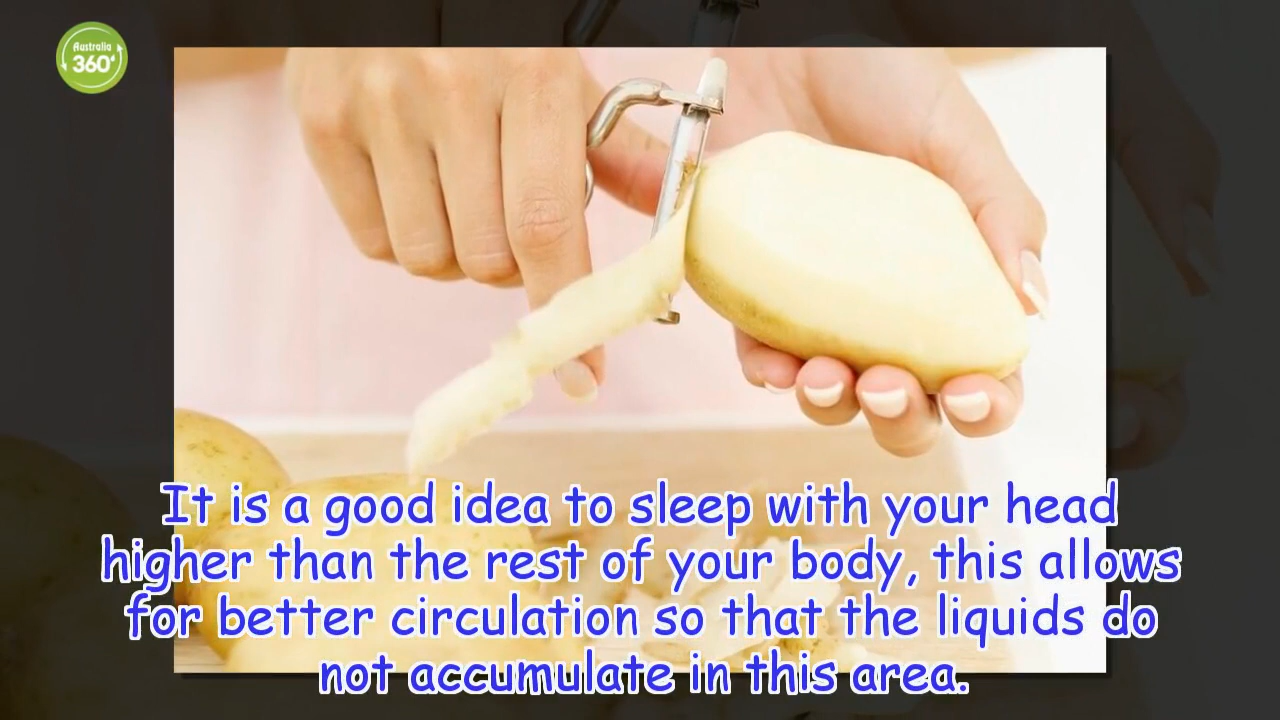 Australia
360°
It is a good idea to sleep with your head
higher than the rest of your body, this allows
for better circulation so that the liquids do
not accumulate in this area.